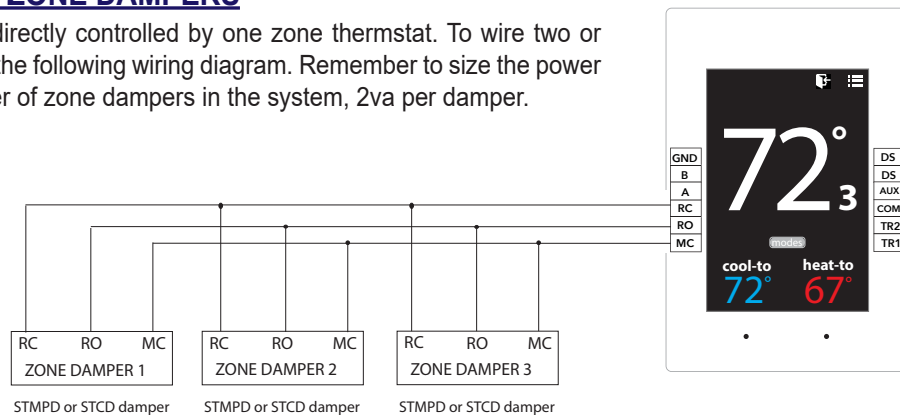 ZONE DAMPERS
directly controlled by one zone thermstat. To wire two or
the following wiring diagram. Remember to size the power
of zone dampers in the system, 2va per damper.
72°3
modes
cool-to heat-to
72° 67°
GND
B
A
RC
RO
MC
DS
DS
AUX
COM
TR2
TR1
RC RO MC
ZONE DAMPER 1
STMPD or STCD damper
RC RO MC
ZONE DAMPER 2
STMPD or STCD damper
RC RO MC
ZONE DAMPER 3
STMPD or STCD damper